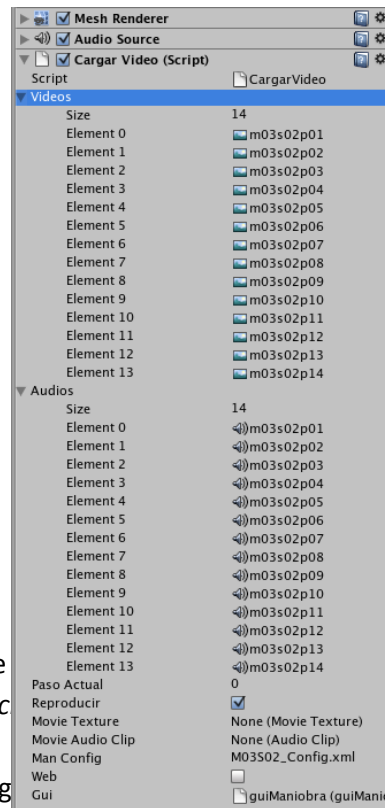 Mesh Renderer
Audio Source
Cargar Video (Script)
Script CargarVideo
Videos
Size 14
Element 0 m03s02p01
Element 1 m03s02p02
Element 2 m03s02p03
Element 3 m03s02p04
Element 4 m03s02p05
Element 5 m03s02p06
Element 6 m03s02p07
Element 7 m03s02p08
Element 8 m03s02p09
Element 9 m03s02p10
Element 10 m03s02p11
Element 11 m03s02p12
Element 12 m03s02p13
Element 13 m03s02p14
Audios
Size 14
Element 0 m03s02p01
Element 1 m03s02p02
Element 2 m03s02p03
Element 3 m03s02p04
Element 4 m03s02p05
Element 5 m03s02p06
Element 6 m03s02p07
Element 7 m03s02p08
Element 8 m03s02p09
Element 9 m03s02p10
Element 10 m03s02p11
Element 11 m03s02p12
Element 12 m03s02p13
Element 13 m03s02p14
Paso Actual 0
Reproducir
Movie Texture None (Movie Texture)
Movie Audio Clip None (Audio Clip)
Man Config M03S02_Config.xml
Web
Gui guiManiobra (guiMani